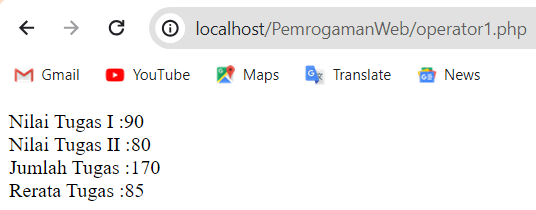 localhost/PemrogamanWeb/operator1.php
Gmail YouTube Maps Translate News
Nilai Tugas I :90
Nilai Tugas II :80
Jumlah Tugas :170
Rerata Tugas :85